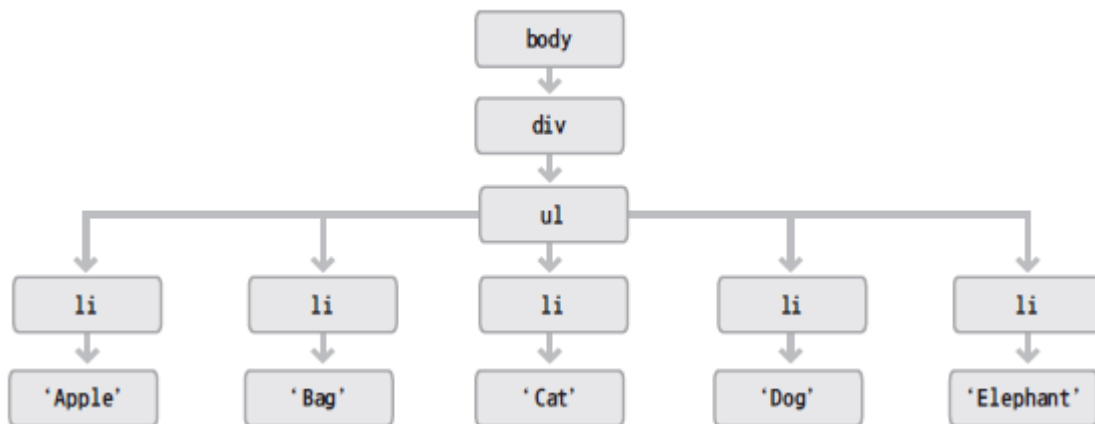 body
div
ul
li li li li li
‘Apple’ ‘Bag’ ‘Cat’ ‘Dog’ ‘Elephant’